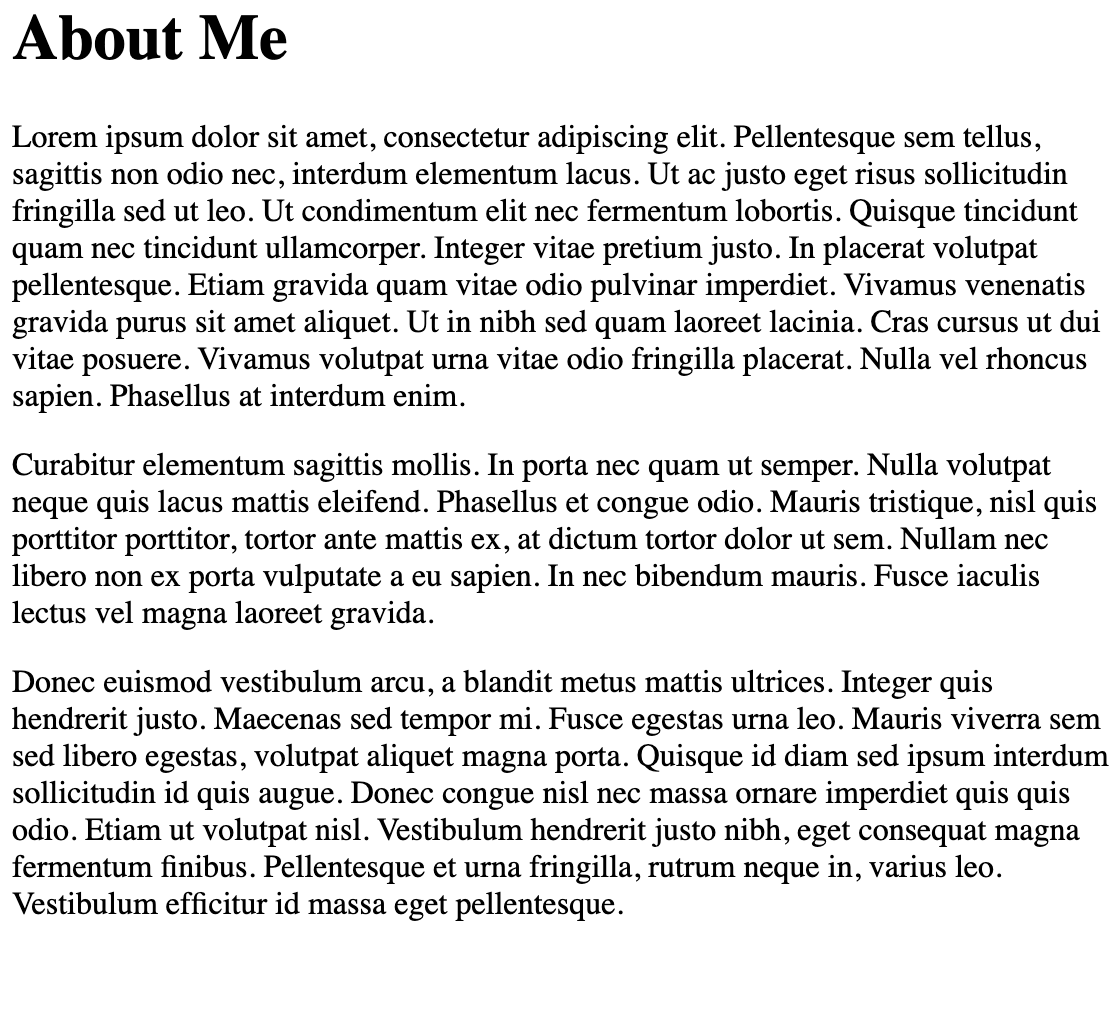 About Me
Lorem ipsum dolor sit amet, consectetur adipiscing elit. Pellentesque sem tellus,
sagittis non odio nec, interdum elementum lacus. Ut ac justo eget risus sollicitudin
fringilla sed ut leo. Ut condimentum elit nec fermentum lobortis. Quisque tincidunt
quam nec tincidunt ullamcorper. Integer vitae pretium justo. In placerat volutpat
pellentesque. Etiam gravida quam vitae odio pulvinar imperdiet. Vivamus venenatis
gravida purus sit amet aliquet. Ut in nibh sed quam laoreet lacinia. Cras cursus ut dui
vitae posuere. Vivamus volutpat urna vitae odio fringilla placerat. Nulla vel rhoncus
sapien. Phasellus at interdum enim.
Curabitur elementum sagittis mollis. In porta nec quam ut semper. Nulla volutpat
neque quis lacus mattis eleifend. Phasellus et congue odio. Mauris tristique, nisl quis
porttitor porttitor, tortor ante mattis ex, at dictum tortor dolor ut sem. Nullam nec
libero non ex porta vulputate a eu sapien. In nec bibendum mauris. Fusce iaculis
lectus vel magna laoreet gravida.
Donec euismod vestibulum arcu, a blandit metus mattis ultrices. Integer quis
hendrerit justo. Maecenas sed tempor mi. Fusce egestas urna leo. Mauris viverra sem
sed libero egestas, volutpat aliquet magna porta. Quisque id diam sed ipsum interdum
sollicitudin id quis augue. Donec congue nisl nec massa ornare imperdiet quis quis
odio. Etiam ut volutpat nisl. Vestibulum hendrerit justo nibh, eget consequat magna
fermentum finibus. Pellentesque et urna fringilla, rutrum neque in, varius leo.
Vestibulum efficitur id massa eget pellentesque.